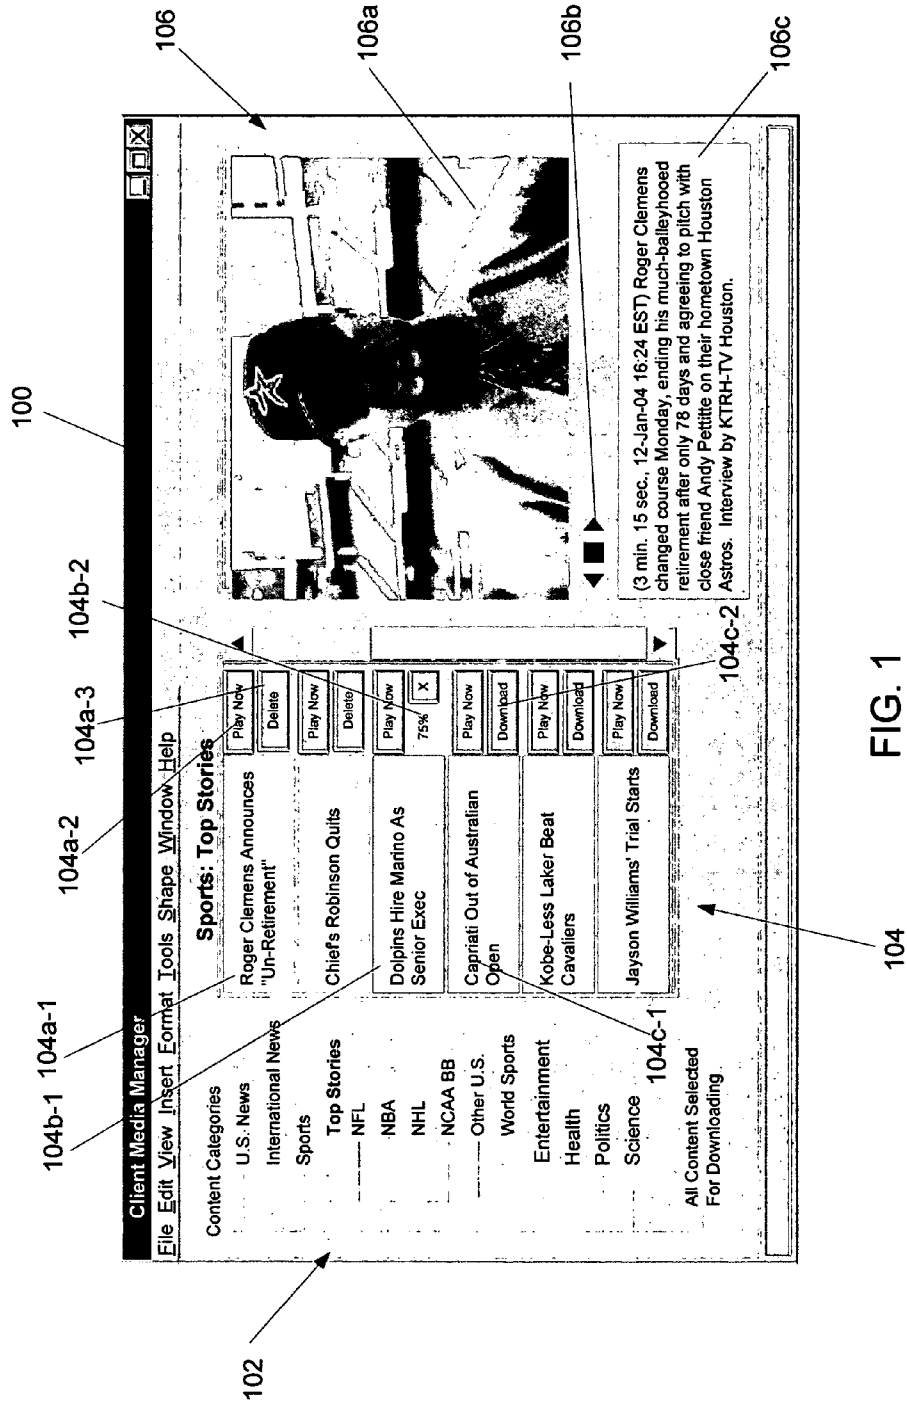 100
Client Media Manager
File Edit View Insert Format Tools Shape Window Help
102
Content Categories
U.S. News
International News
Sports
Top Stories
NFL
NBA
NHL
NCAA BB
Other U.S.
World Sports
Entertainment
Health
Politics
Science
All Content Selected
For Downloading
104b-1
104a-1
104a-2
104a-3
104b-2
Sports: Top Stories
Roger Clemens Announces
"Un-Retirement"
Play Now
Delete
Chiefs Robinson Quits
Play Now
Delete
Dolpins Hire Marino As
Senior Exec
Play Now
75%
X
Capriati Out of Australian
Open
Play Now
Download
Kobe-Less Laker Beat
Cavaliers
Play Now
Download
Jayson Williams' Trial Starts
Play Now
Download
104c-1
104c-2
104
106
106a
106b
106c
(3 min. 15 sec., 12-Jan-04 16:24 EST) Roger Clemens
changed course Monday, ending his much-balleyhooed
retirement after only 78 days and agreeing to pitch with
close friend Andy Pettitte on their hometown Houston
Astros. Interview by KTRH-TV Houston.
FIG. 1